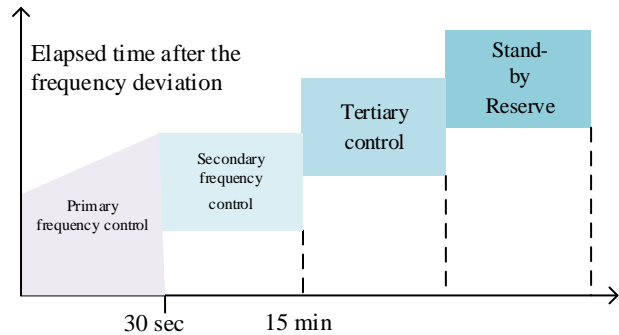 Elapsed time after the
frequency deviation
Stand-
by
Reserve
Tertiary
control
Secondary
frequency
control
Primary
frequency control
30 sec
15 min